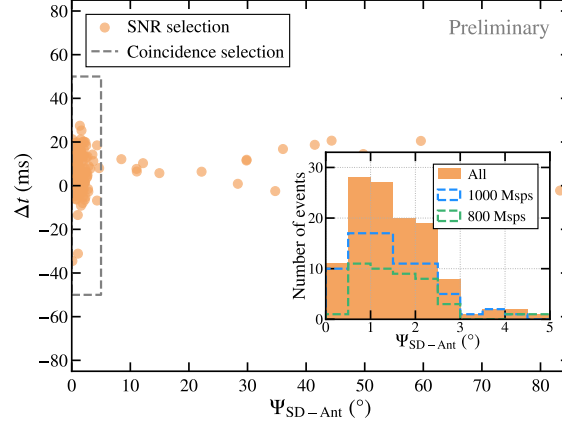 80
60
40
20
0
−20
−40
−60
−80
Δt (ms)
SNR selection
Coincidence selection
Preliminary
0
10
20
30
40
50
60
70
80
Ψ_SD−Ant (°)
30
20
10
0
Number of events
All
1000 Msps
800 Msps
0
1
2
3
4
5
Ψ_SD−Ant (°)